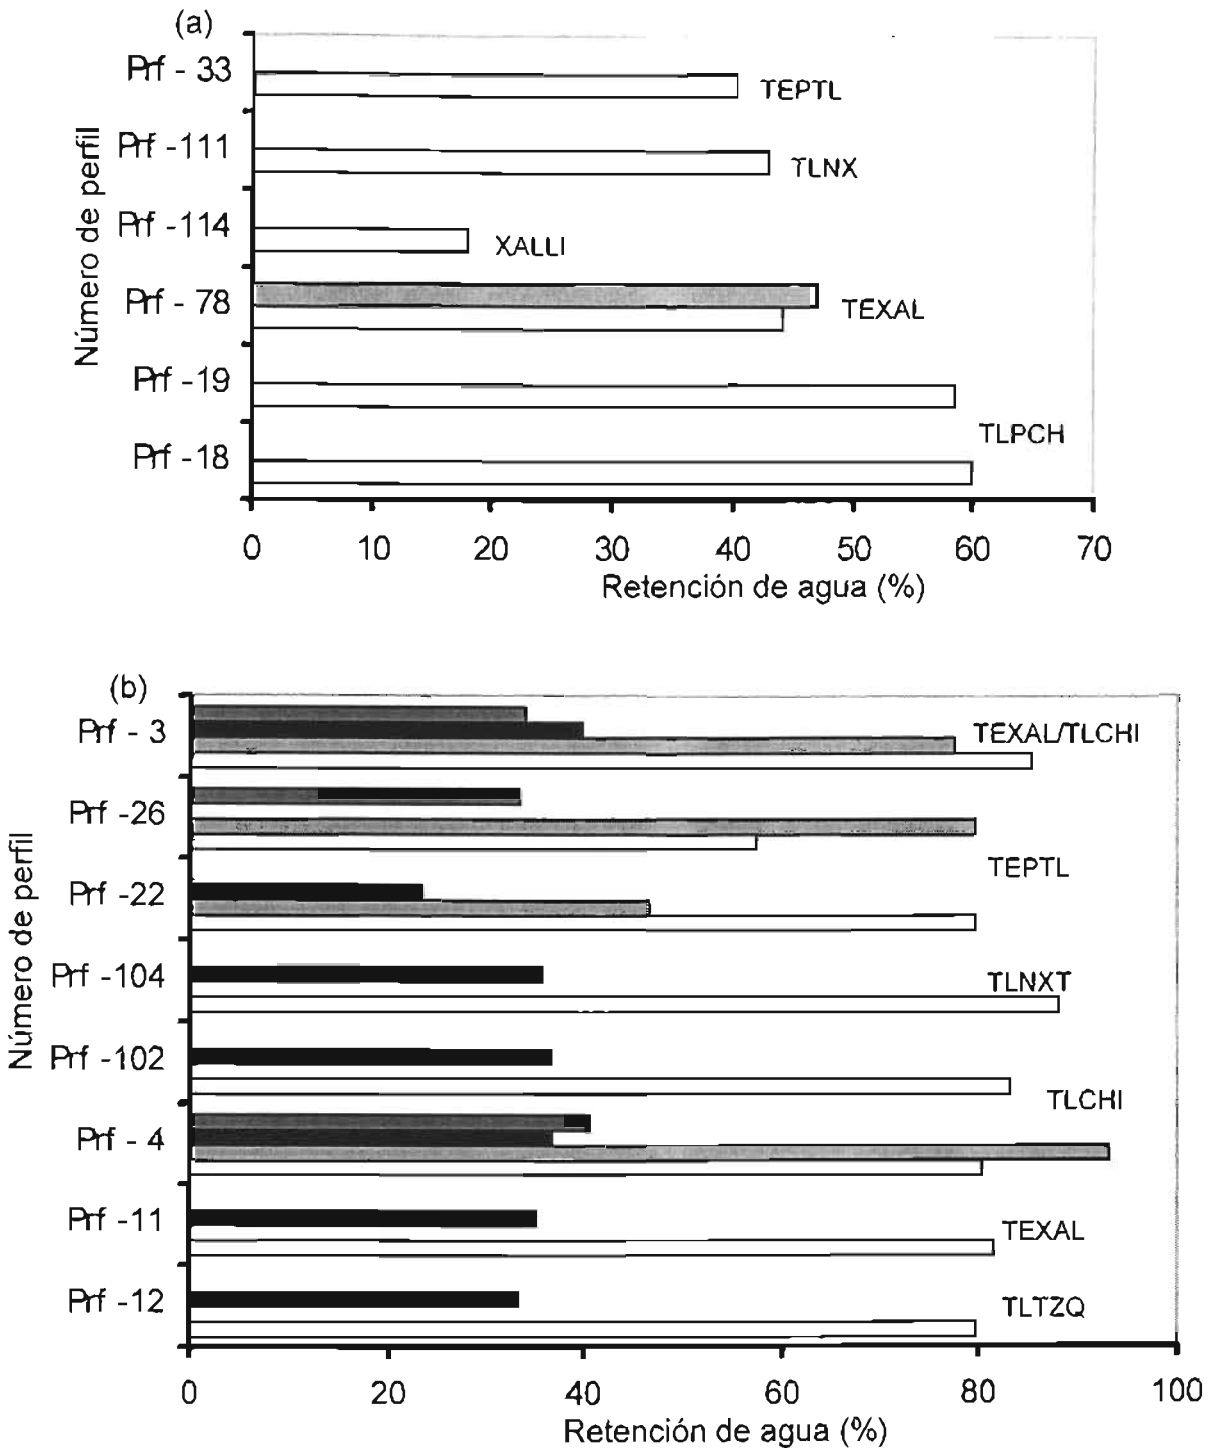 (a)
Número de perfil
Prf - 33
TEPTL
Prf -111
TLNX
Prf -114
XALLI
Prf - 78
TEXAL
Prf -19
TLPCH
Prf -18
0 10 20 30 40 50 60 70
Retención de agua (%)
(b)
Número de perfil
Prf - 3
TEXAL/TLCHI
Prf -26
TEPTL
Prf -22
Prf -104
TLNXT
Prf -102
TLCHI
Prf - 4
Prf -11
TEXAL
Prf -12
TLTZQ
0 20 40 60 80 100
Retención de agua (%)